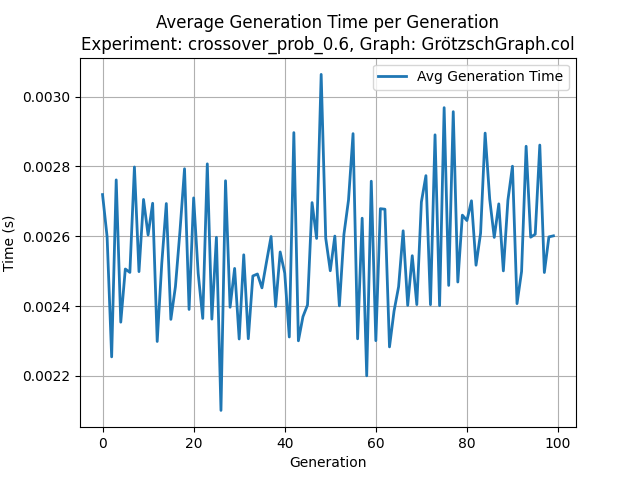 Average Generation Time per Generation
Experiment: crossover_prob_0.6, Graph: GrötzschGraph.col
Avg Generation Time
0.0030
0.0028
0.0026
0.0024
0.0022
Time (s)
0 20 40 60 80 100
Generation